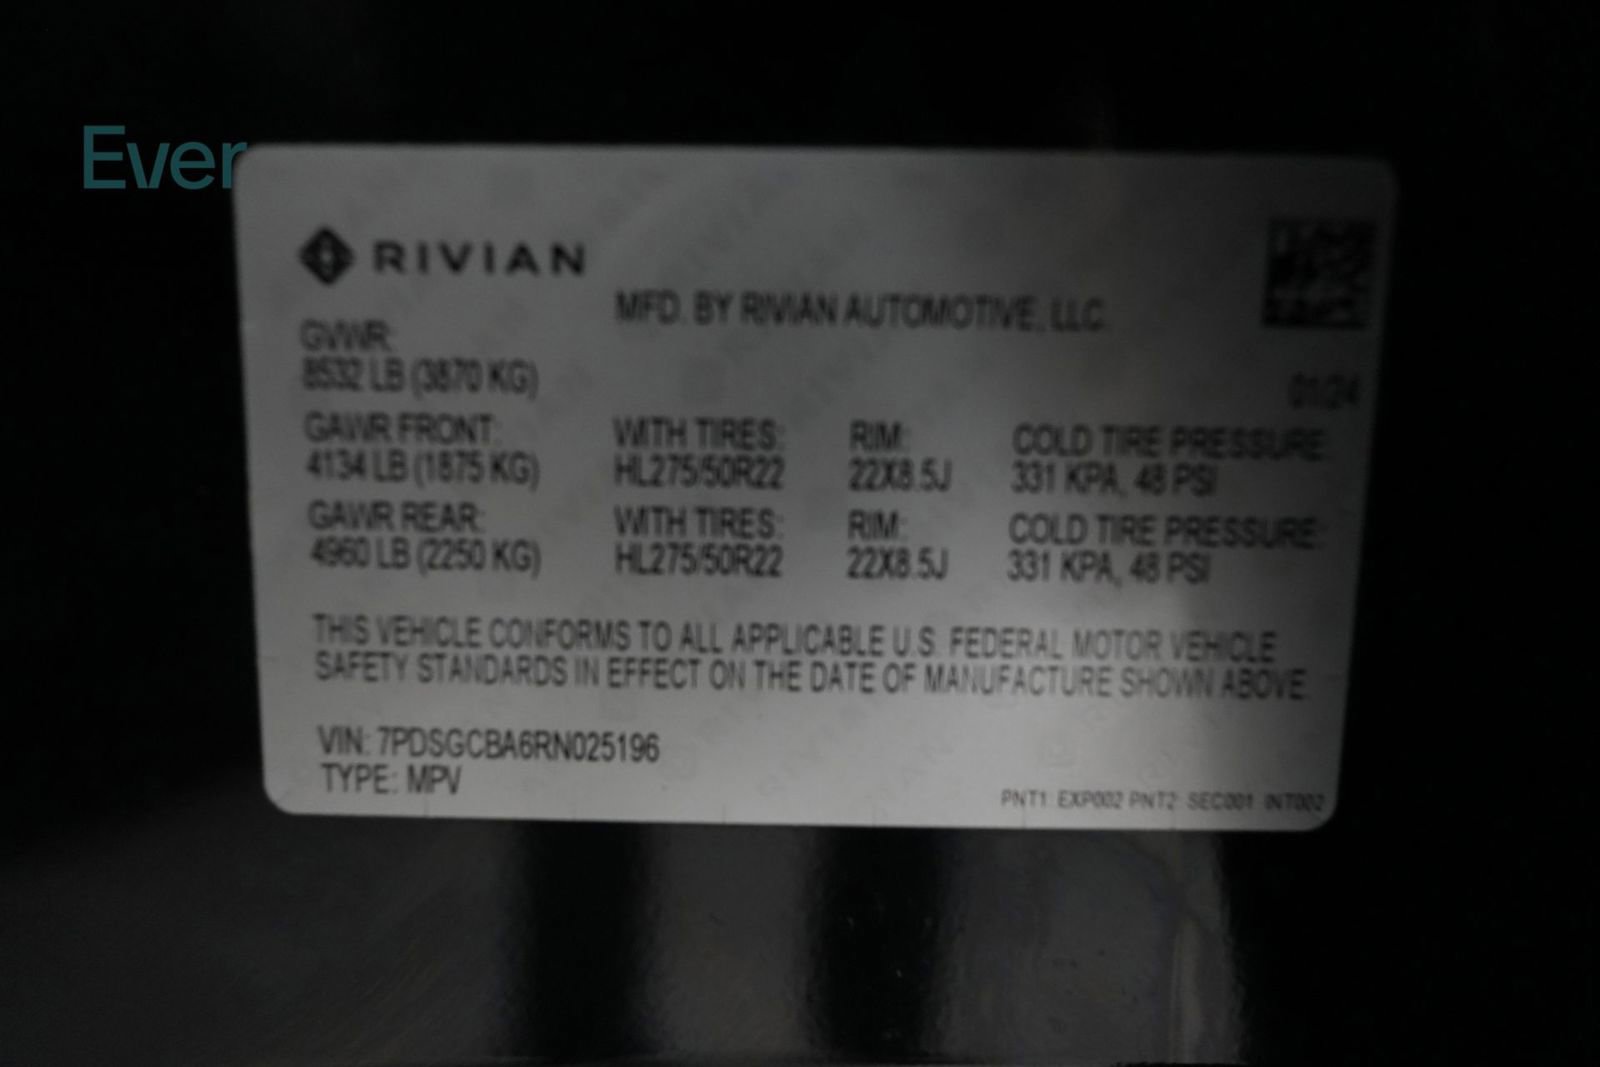 Ever
RIVIAN
MFD. BY RIVIAN AUTOMOTIVE, LLC.
GVWR:
8532 LB (3870 KG)
01/24
GAWR FRONT: WITH TIRES: RIM: COLD TIRE PRESSURE:
4134 LB (1875 KG) HL275/50R22 22X8.5J 331 KPA, 48 PSI
GAWR REAR: WITH TIRES: RIM: COLD TIRE PRESSURE:
4960 LB (2250 KG) HL275/50R22 22X8.5J 331 KPA, 48 PSI
THIS VEHICLE CONFORMS TO ALL APPLICABLE U.S. FEDERAL MOTOR VEHICLE
SAFETY STANDARDS IN EFFECT ON THE DATE OF MANUFACTURE SHOWN ABOVE.
VIN: 7PDSGCBA6RN025196
TYPE: MPV
PNT1: EXP002 PNT2: SEC001 INT002